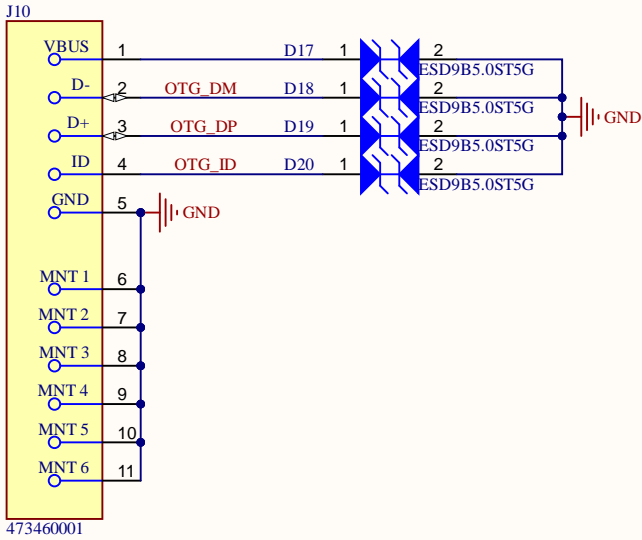 J10
VBUS 1 D17 1 2
ESD9B5.0ST5G
D- 2 OTG_DM D18 1 2
ESD9B5.0ST5G
D+ 3 OTG_DP D19 1 2
GND
ESD9B5.0ST5G
ID 4 OTG_ID D20 1 2
ESD9B5.0ST5G
GND 5 GND
MNT 1 6
MNT 2 7
MNT 3 8
MNT 4 9
MNT 5 10
MNT 6 11
473460001